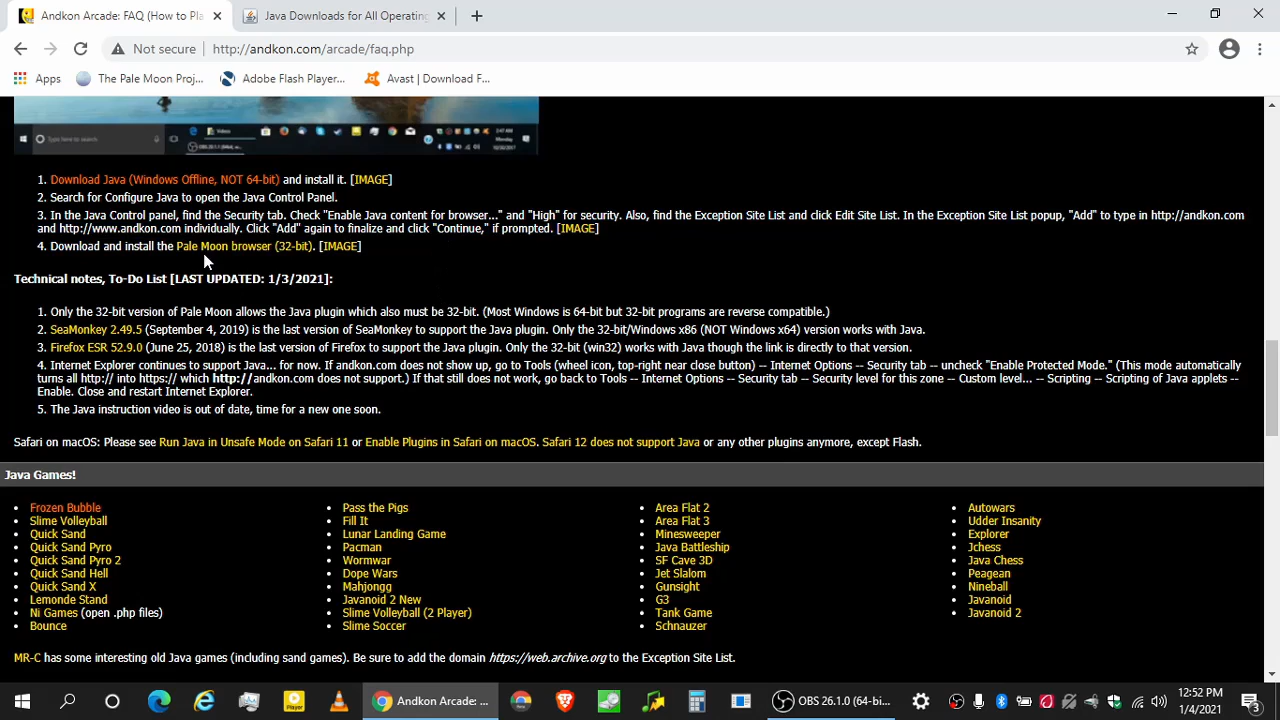 Andkon Arcade: FAQ (How to Pla
Java Downloads for All Operating
Not secure
http://andkon.com/arcade/faq.php
Apps
The Pale Moon Proj...
Adobe Flash Player...
Avast | Download F...
Type here to search
Videos
2:47 AM
Monday
10/30/2017
1. Download Java (Windows Offline, NOT 64-bit) and install it. [IMAGE]
2. Search for Configure Java to open the Java Control Panel.
3. In the Java Control panel, find the Security tab. Check "Enable Java content for browser..." and "High" for security. Also, find the Exception Site List and click Edit Site List. In the Exception Site List popup, "Add" to type in http://andkon.com
and http://www.andkon.com individually. Click "Add" again to finalize and click "Continue," if prompted. [IMAGE]
4. Download and install the Pale Moon browser (32-bit). [IMAGE]
Technical notes, To-Do List [LAST UPDATED: 1/3/2021]:
1. Only the 32-bit version of Pale Moon allows the Java plugin which also must be 32-bit. (Most Windows is 64-bit but 32-bit programs are reverse compatible.)
2. SeaMonkey 2.49.5 (September 4, 2019) is the last version of SeaMonkey to support the Java plugin. Only the 32-bit/Windows x86 (NOT Windows x64) version works with Java.
3. Firefox ESR 52.9.0 (June 25, 2018) is the last version of Firefox to support the Java plugin. Only the 32-bit (win32) works with Java though the link is directly to that version.
4. Internet Explorer continues to support Java... for now. If andkon.com does not show up, go to Tools (wheel icon, top-right near close button) -- Internet Options -- Security tab -- uncheck "Enable Protected Mode." (This mode automatically
turns all http:// into https:// which http://andkon.com does not support.) If that still does not work, go back to Tools -- Internet Options -- Security tab -- Security level for this zone -- Custom level... -- Scripting -- Scripting of Java applets --
Enable. Close and restart Internet Explorer.
5. The Java instruction video is out of date, time for a new one soon.
Safari on macOS: Please see Run Java in Unsafe Mode on Safari 11 or Enable Plugins in Safari on macOS. Safari 12 does not support Java or any other plugins anymore, except Flash.
Java Games!
Frozen Bubble
Slime Volleyball
Quick Sand
Quick Sand Pyro
Quick Sand Pyro 2
Quick Sand Hell
Quick Sand X
Lemonde Stand
Ni Games (open .php files)
Bounce
Pass the Pigs
Fill It
Lunar Landing Game
Pacman
Wormwar
Dope Wars
Mahjongg
Javanoid 2 New
Slime Volleyball (2 Player)
Slime Soccer
Area Flat 2
Area Flat 3
Minesweeper
Java Battleship
SF Cave 3D
Jet Slalom
Gunsight
G3
Tank Game
Schnauzer
Autowars
Udder Insanity
Explorer
Jchess
Java Chess
Peagean
Nineball
Javanoid
Javanoid 2
MR-C has some interesting old Java games (including sand games). Be sure to add the domain https://web.archive.org to the Exception Site List.
Player
Andkon Arcade: ...
OBS 26.1.0 (64-bi...
12:52 PM
1/4/2021
3